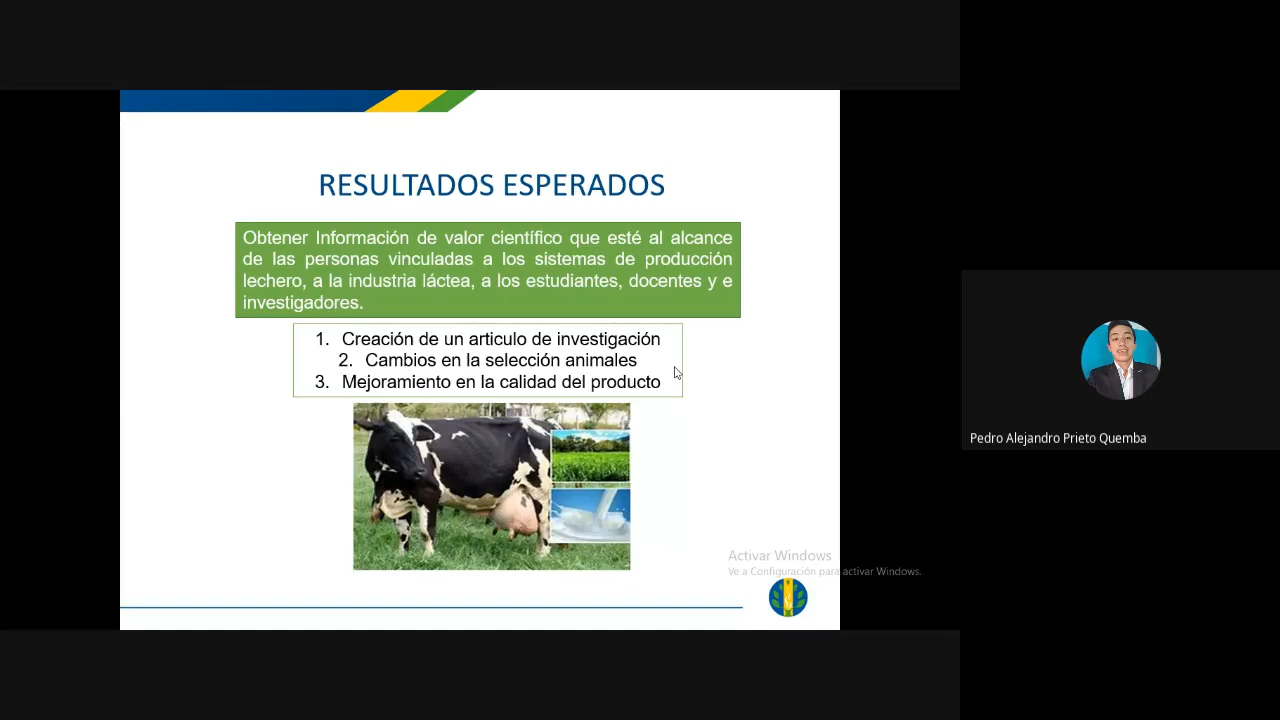 RESULTADOS ESPERADOS
Obtener Información de valor científico que esté al alcance
de las personas vinculadas a los sistemas de producción
lechero, a la industria láctea, a los estudiantes, docentes y e
investigadores.
1. Creación de un articulo de investigación
2. Cambios en la selección animales
3. Mejoramiento en la calidad del producto
Pedro Alejandro Prieto Quemba
Activar Windows
Ve a Configuración para activar Windows.